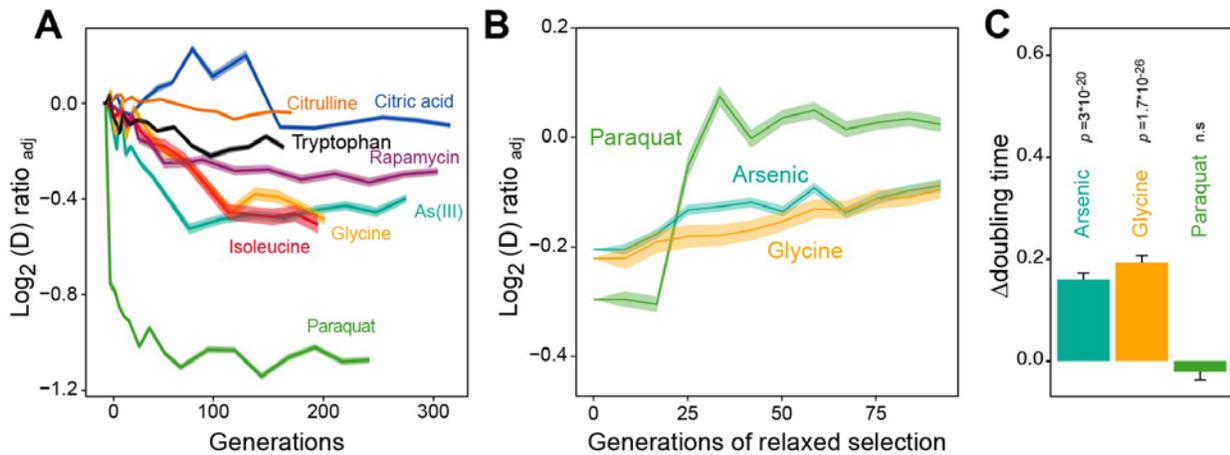 A
Log2 (D) ratio adj
0.0
−0.4
−0.8
−1.2
Citrulline
Citric acid
Tryptophan
Rapamycin
As(III)
Glycine
Isoleucine
Paraquat
0
100
200
300
Generations
B
Log2 (D) ratio adj
0.2
0.0
−0.2
−0.4
Paraquat
Arsenic
Glycine
0
25
50
75
Generations of relaxed selection
C
Δdoubling time
0.6
0.4
0.2
0.0
p =3*10-20
p =1.7*10-26
n.s
Arsenic
Glycine
Paraquat